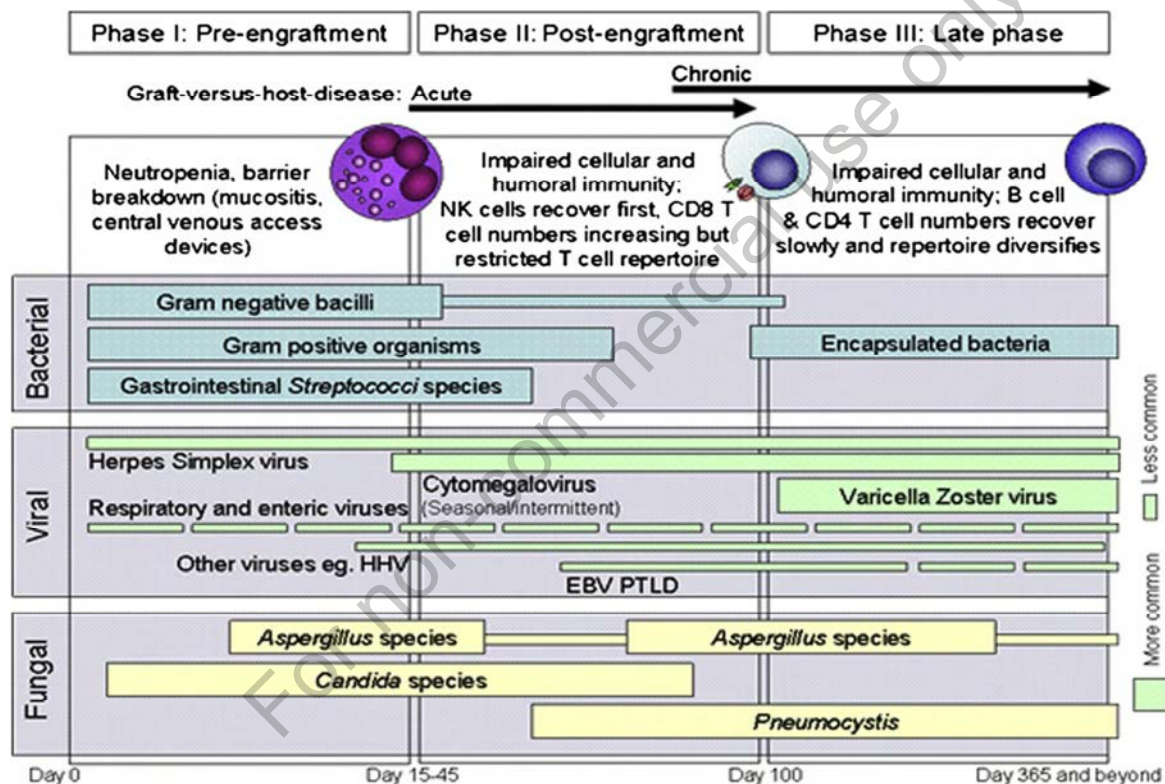 Phase I: Pre-engraftment
Phase II: Post-engraftment
Phase III: Late phase
Chronic
Graft-versus-host-disease: Acute
Neutropenia, barrier
breakdown (mucositis,
central venous access
devices)
Impaired cellular and
humoral immunity;
NK cells recover first, CD8 T
cell numbers increasing but
restricted T cell repertoire
Impaired cellular and
humoral immunity; B cell
& CD4 T cell numbers recover
slowly and repertoire diversifies
Bacterial
Gram negative bacilli
Gram positive organisms
Encapsulated bacteria
Gastrointestinal Streptococci species
Viral
Herpes Simplex virus
Cytomegalovirus
Varicella Zoster virus
Respiratory and enteric viruses (Seasonal/intermittent)
Other viruses eg. HHV
EBV PTLD
Less common
More common
Fungal
Aspergillus species
Aspergillus species
Candida species
Pneumocystis
Day 0
Day 15-45
Day 100
Day 365 and beyond
For non-commercial use only